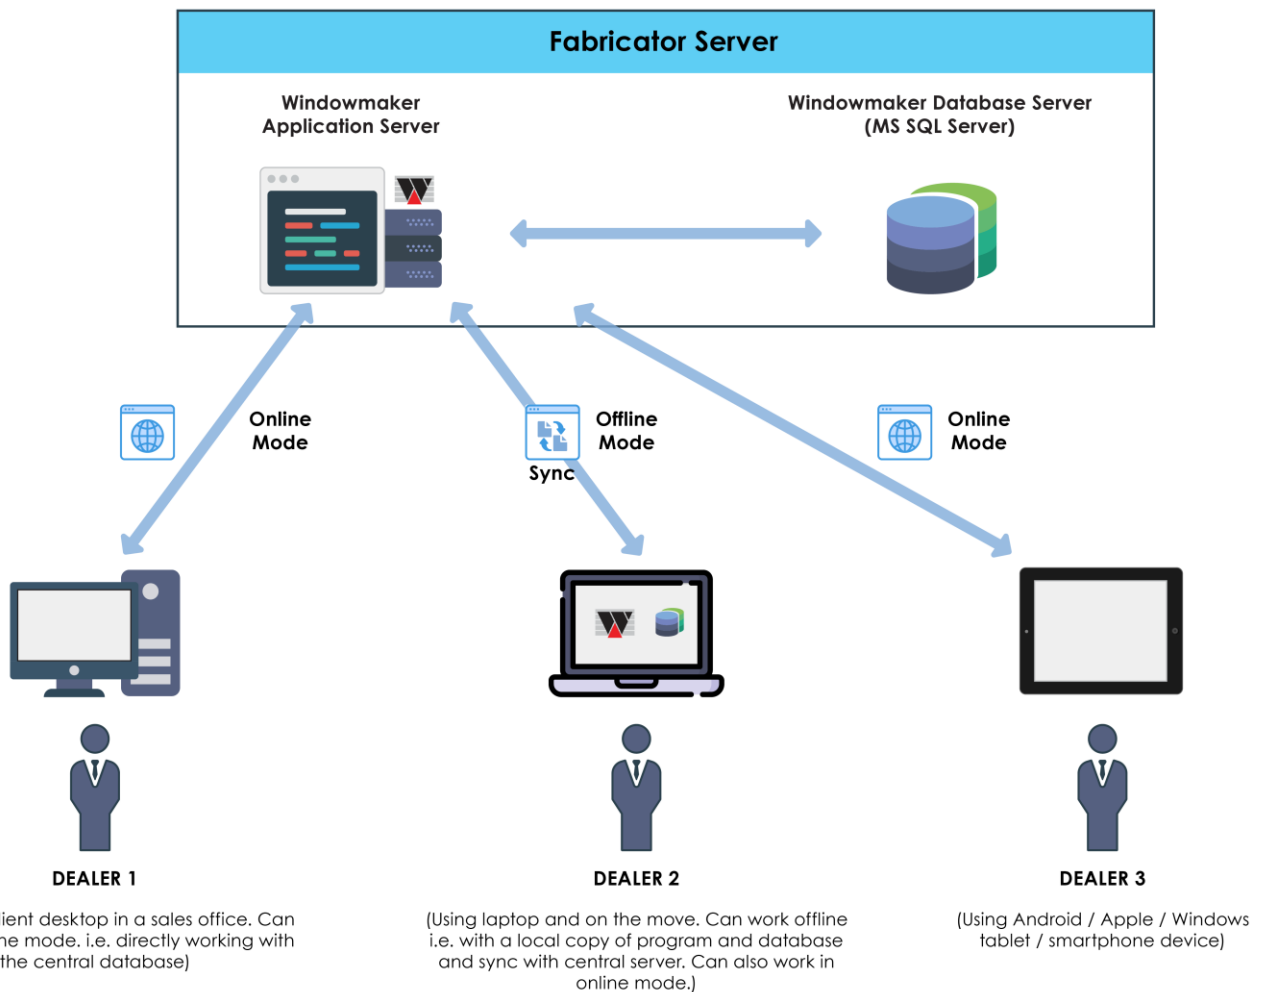 Fabricator Server
Windowmaker
Application Server
Windowmaker Database Server
(MS SQL Server)
Online
Mode
Offline
Mode
Sync
Online
Mode
DEALER 1
DEALER 2
DEALER 3
desktop in a sales office. Can
mode. i.e. directly working with
the central database)
(Using laptop and on the move. Can work offline
i.e. with a local copy of program and database
and sync with central server. Can also work in
online mode.)
(Using Android / Apple / Windows
tablet / smartphone device)